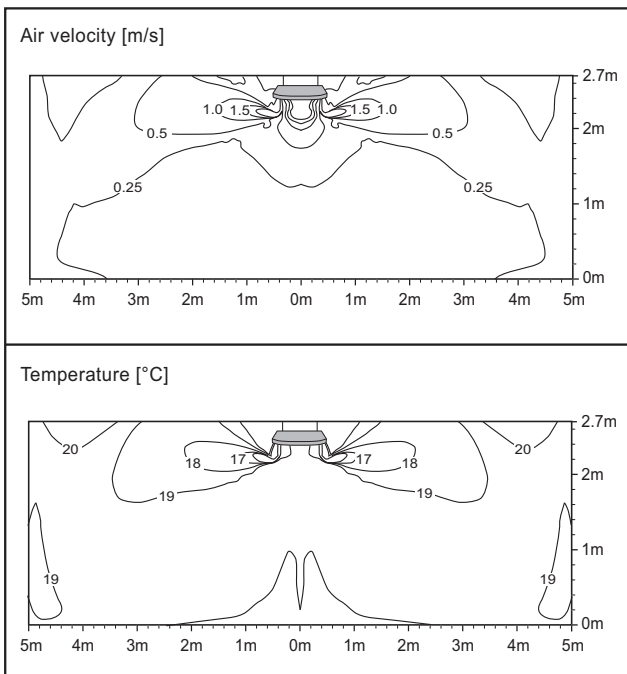 Air velocity [m/s]
2.7m
1.0 1.5 1.5 1.0
2m
0.5 0.5
0.25 0.25
1m
0m
5m 4m 3m 2m 1m 0m 1m 2m 3m 4m 5m
Temperature [°C]
2.7m
20 20
18 17 17 18
2m
19 19
1m
19 19
0m
5m 4m 3m 2m 1m 0m 1m 2m 3m 4m 5m